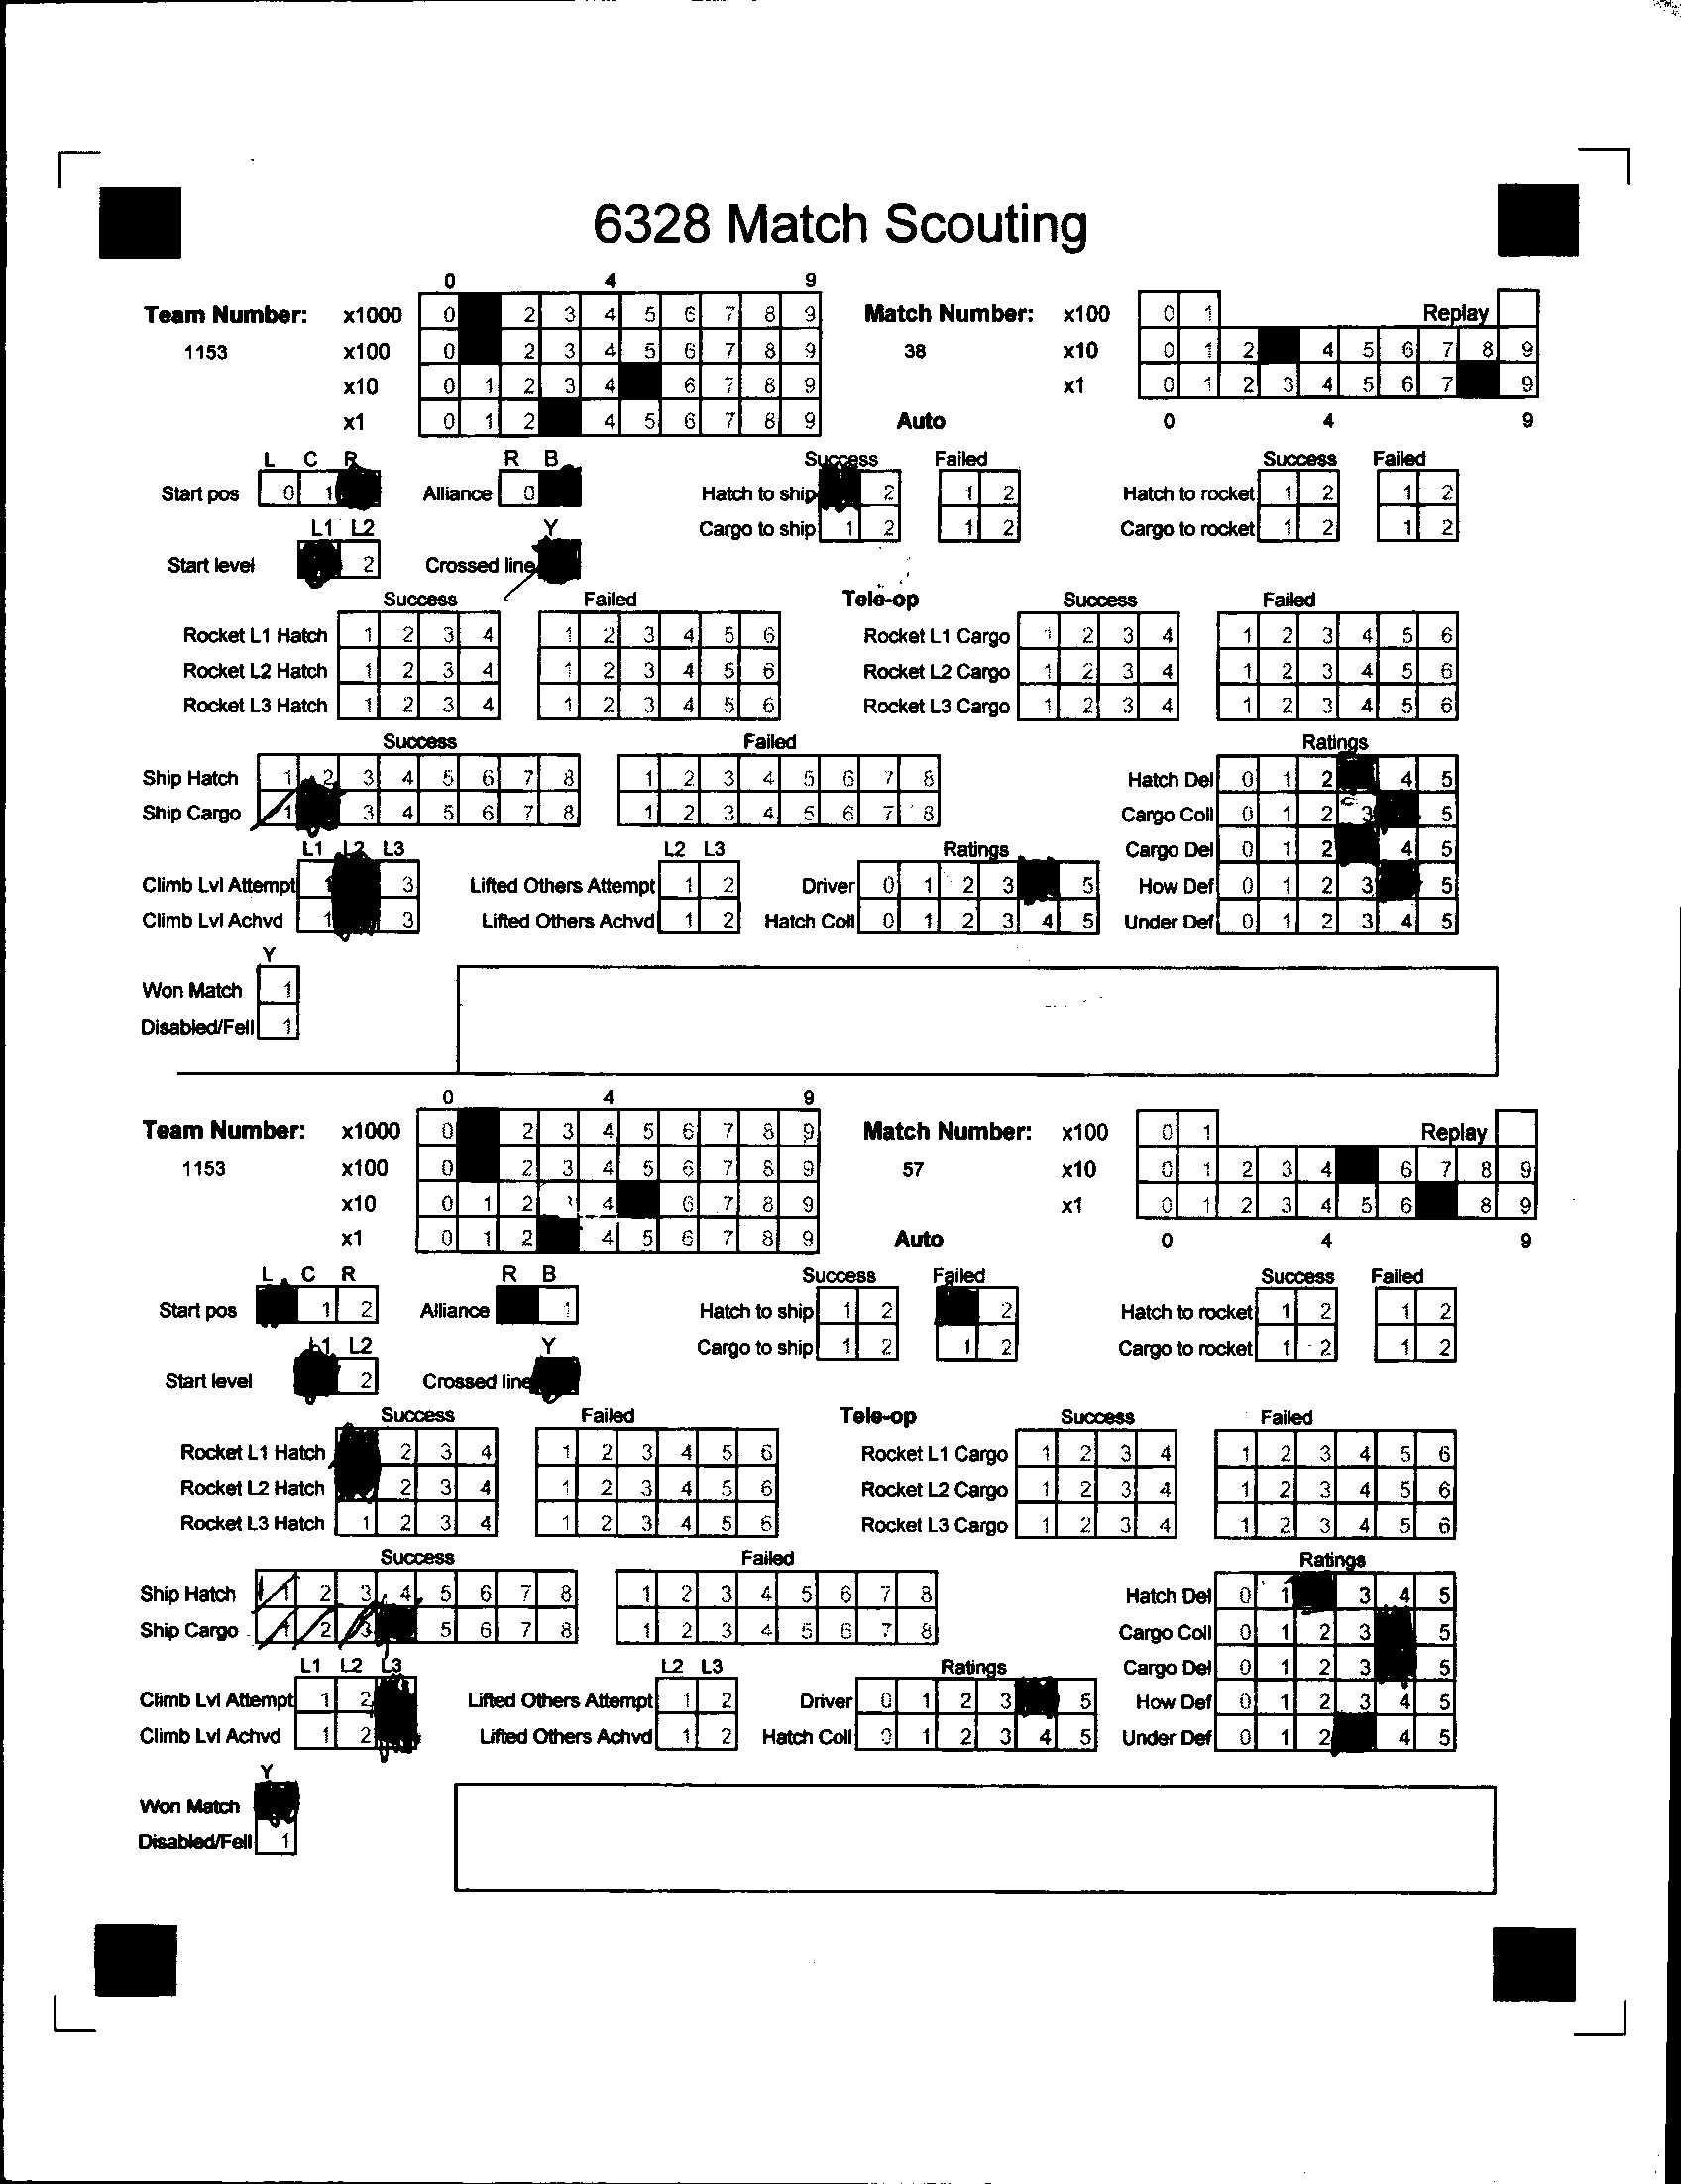 6328 Match Scouting
0 4 9
Team Number: x1000 0 2 3 4 5 6 7 8 9 Match Number: x100 0 1 Replay
1153 x100 0 2 3 4 5 6 7 8 9 38 x10 0 1 2 4 5 6 7 8 9
x10 0 1 2 3 4 6 7 8 9 x1 0 1 2 3 4 5 6 7 9
x1 0 1 2 4 5 6 7 8 9 Auto 0 4 9
L C R R B Success Failed Success Failed
Start pos 0 1 Alliance 0 Hatch to ship 2 1 2 Hatch to rocket 1 2 1 2
L1 L2 Y Cargo to ship 1 2 1 2 Cargo to rocket 1 2 1 2
Start level 2 Crossed line
Success Failed Tele-op Success Failed
Rocket L1 Hatch 1 2 3 4 1 2 3 4 5 6 Rocket L1 Cargo 1 2 3 4 1 2 3 4 5 6
Rocket L2 Hatch 1 2 3 4 1 2 3 4 5 6 Rocket L2 Cargo 1 2 3 4 1 2 3 4 5 6
Rocket L3 Hatch 1 2 3 4 1 2 3 4 5 6 Rocket L3 Cargo 1 2 3 4 1 2 3 4 5 6
Success Failed Ratings
Ship Hatch 1 2 3 4 5 6 7 8 1 2 3 4 5 6 7 8 Hatch Del 0 1 2 4 5
Ship Cargo 1 3 4 5 6 7 8 1 2 3 4 5 6 7 8 Cargo Coll 0 1 2 3 5
L1 L2 L3 L2 L3 Ratings Cargo Del 0 1 2 4 5
Climb Lvl Attempt 1 3 Lifted Others Attempt 1 2 Driver 0 1 2 3 5 How Def 0 1 2 3 5
Climb Lvl Achvd 1 3 Lifted Others Achvd 1 2 Hatch Coll 0 1 2 3 4 5 Under Def 0 1 2 3 4 5
Y
Won Match 1
Disabled/Fell 1
0 4 9
Team Number: x1000 0 2 3 4 5 6 7 8 9 Match Number: x100 0 1 Replay
1153 x100 0 2 3 4 5 6 7 8 9 57 x10 0 1 2 3 4 6 7 8 9
x10 0 1 2 3 4 6 7 8 9 x1 0 1 2 3 4 5 6 8 9
x1 0 1 2 4 5 6 7 8 9 Auto 0 4 9
L C R R B Success Failed Success Failed
Start pos 1 2 Alliance 1 Hatch to ship 1 2 2 Hatch to rocket 1 2 1 2
L1 L2 Y Cargo to ship 1 2 1 2 Cargo to rocket 1 2 1 2
Start level 2 Crossed line
Success Failed Tele-op Success Failed
Rocket L1 Hatch 2 3 4 1 2 3 4 5 6 Rocket L1 Cargo 1 2 3 4 1 2 3 4 5 6
Rocket L2 Hatch 2 3 4 1 2 3 4 5 6 Rocket L2 Cargo 1 2 3 4 1 2 3 4 5 6
Rocket L3 Hatch 1 2 3 4 1 2 3 4 5 6 Rocket L3 Cargo 1 2 3 4 1 2 3 4 5 6
Success Failed Ratings
Ship Hatch 1 2 3 4 5 6 7 8 1 2 3 4 5 6 7 8 Hatch Del 0 1 3 4 5
Ship Cargo 1 2 3 5 6 7 8 1 2 3 4 5 6 7 8 Cargo Coll 0 1 2 3 5
L1 L2 L3 L2 L3 Ratings Cargo Del 0 1 2 3 5
Climb Lvl Attempt 1 2 Lifted Others Attempt 1 2 Driver 0 1 2 3 5 How Def 0 1 2 3 4 5
Climb Lvl Achvd 1 2 Lifted Others Achvd 1 2 Hatch Coll 0 1 2 3 4 5 Under Def 0 1 2 4 5
Y
Won Match
Disabled/Fell 1